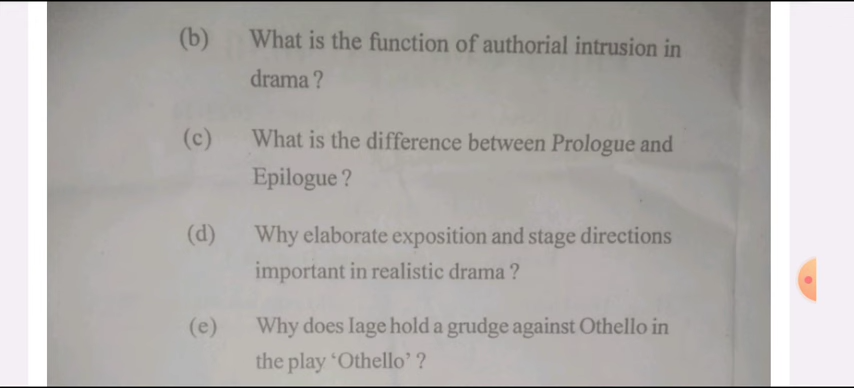 (b) What is the function of authorial intrusion in
drama ?
(c) What is the difference between Prologue and
Epilogue ?
(d) Why elaborate exposition and stage directions
important in realistic drama ?
(e) Why does Iage hold a grudge against Othello in
the play ‘Othello’ ?